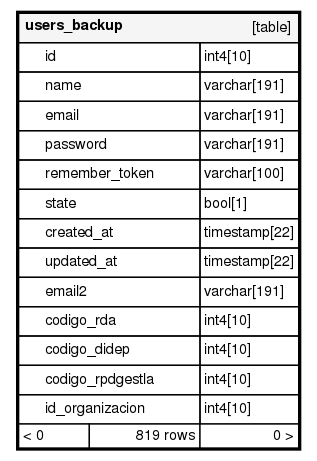 users_backup [table]
id int4[10]
name varchar[191]
email varchar[191]
password varchar[191]
remember_token varchar[100]
state bool[1]
created_at timestamp[22]
updated_at timestamp[22]
email2 varchar[191]
codigo_rda int4[10]
codigo_didep int4[10]
codigo_rpdgestla int4[10]
id_organizacion int4[10]
< 0 819 rows 0 >